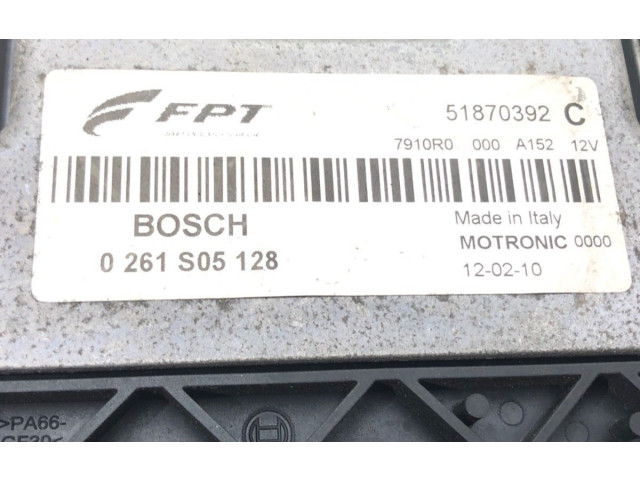 FPT
51870392 C
7910R0 000 A152 12V
BOSCH
Made in Italy
0 261 S05 128
MOTRONIC 0000
12-02-10
>PA66-
GF30<